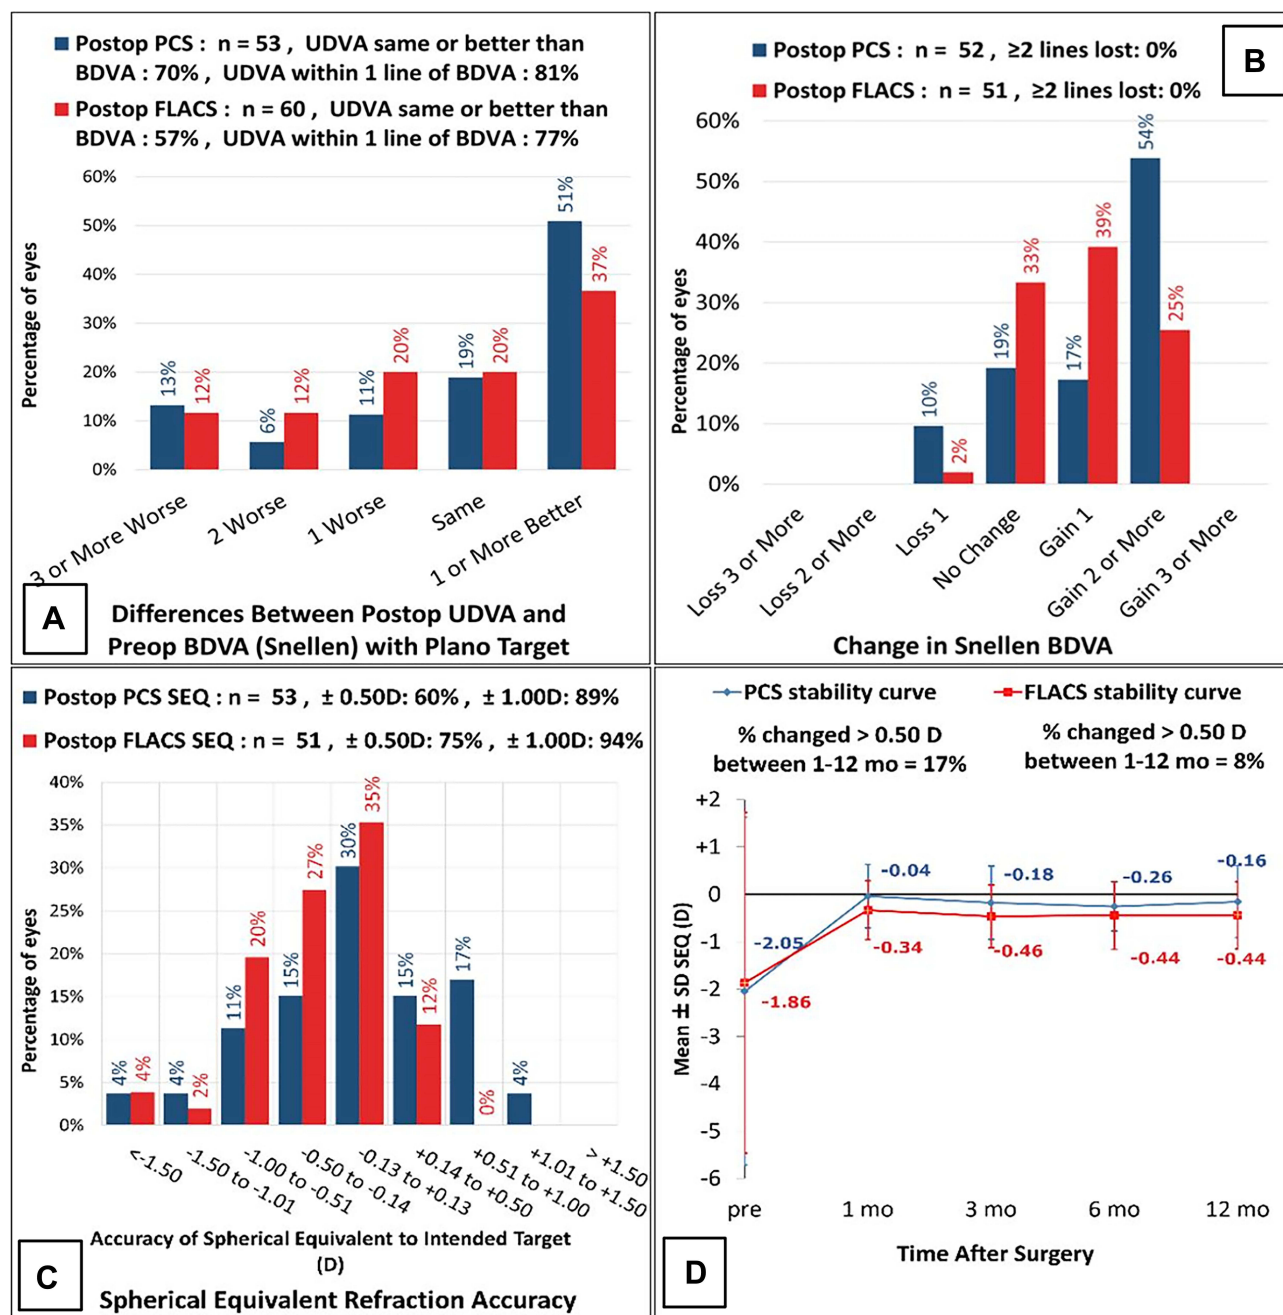 Postop PCS : n = 53 , UDVA same or better than
BDVA : 70% , UDVA within 1 line of BDVA : 81%
Postop FLACS : n = 60 , UDVA same or better than
BDVA : 57% , UDVA within 1 line of BDVA : 77%
60%
50%
40%
30%
20%
10%
0%
Percentage of eyes
13%
12%
6%
12%
11%
20%
19%
20%
51%
37%
3 or More Worse
2 Worse
1 Worse
Same
1 or More Better
A
Differences Between Postop UDVA and
Preop BDVA (Snellen) with Plano Target
Postop PCS : n = 52 , ≥2 lines lost: 0%
Postop FLACS : n = 51 , ≥2 lines lost: 0%
B
60%
50%
40%
30%
20%
10%
0%
Percentage of eyes
10%
2%
19%
33%
17%
39%
54%
25%
Loss 3 or More
Loss 2 or More
Loss 1
No Change
Gain 1
Gain 2 or More
Gain 3 or More
Change in Snellen BDVA
Postop PCS SEQ : n = 53 , ± 0.50D: 60% , ± 1.00D: 89%
Postop FLACS SEQ : n = 51 , ± 0.50D: 75% , ± 1.00D: 94%
40%
35%
30%
25%
20%
15%
10%
5%
0%
Percentage of eyes
4%
4%
4%
2%
11%
20%
15%
27%
30%
35%
15%
12%
17%
0%
4%
<-1.50
-1.50 to -1.01
-1.00 to -0.51
-0.50 to -0.14
-0.13 to +0.13
+0.14 to +0.50
+0.51 to +1.00
+1.01 to +1.50
> +1.50
Accuracy of Spherical Equivalent to Intended Target
(D)
C
Spherical Equivalent Refraction Accuracy
PCS stability curve
FLACS stability curve
% changed > 0.50 D
between 1-12 mo = 17%
% changed > 0.50 D
between 1-12 mo = 8%
+2
+1
0
-1
-2
-3
-4
-5
-6
Mean ± SD SEQ (D)
-2.05
-0.04
-0.18
-0.26
-0.16
-1.86
-0.34
-0.46
-0.44
-0.44
pre
1 mo
3 mo
6 mo
12 mo
Time After Surgery
D